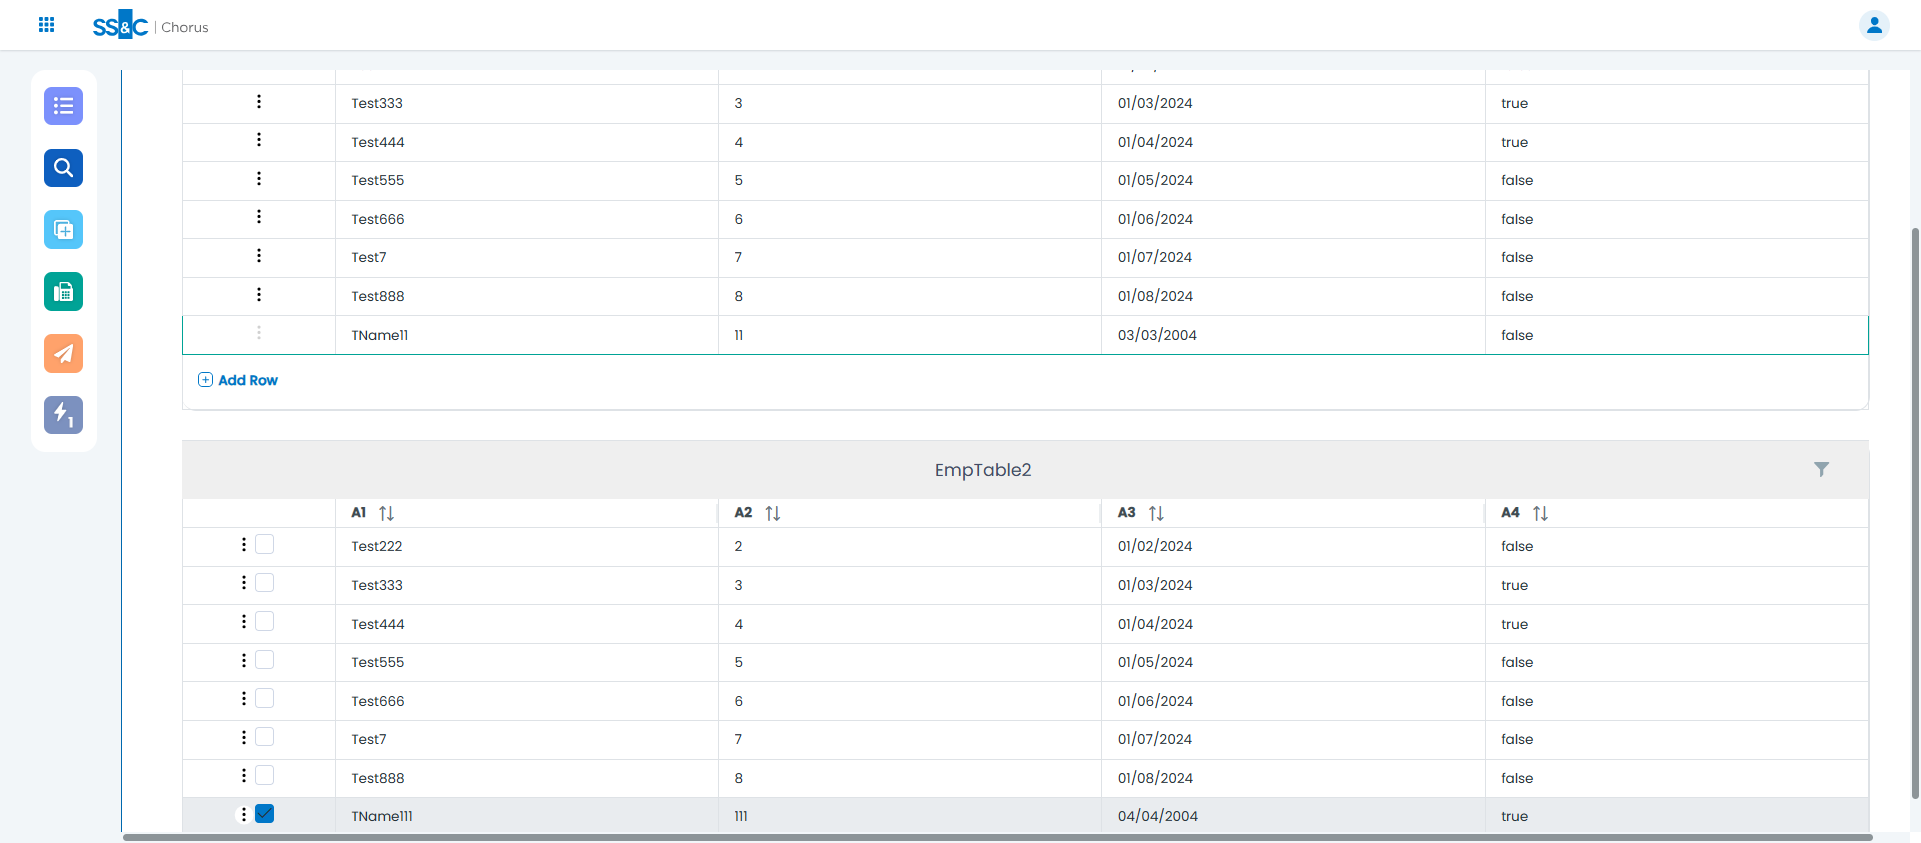 SS&C | Chorus
Test333 3 01/03/2024 true
Test444 4 01/04/2024 true
Test555 5 01/05/2024 false
Test666 6 01/06/2024 false
Test7 7 01/07/2024 false
Test888 8 01/08/2024 false
TName11 11 03/03/2004 false
Add Row
1
EmpTable2
A1 A2 A3 A4
Test222 2 01/02/2024 false
Test333 3 01/03/2024 true
Test444 4 01/04/2024 true
Test555 5 01/05/2024 false
Test666 6 01/06/2024 false
Test7 7 01/07/2024 false
Test888 8 01/08/2024 false
TName111 111 04/04/2004 true